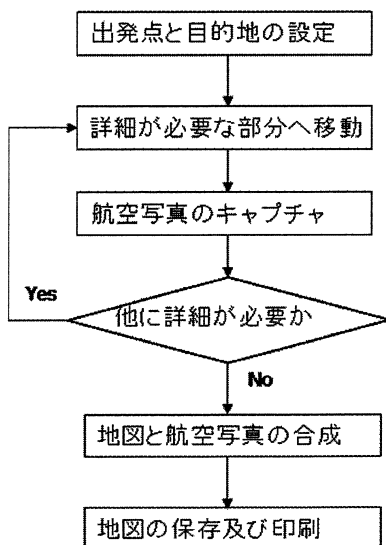 出発点と目的地の設定
詳細が必要な部分へ移動
航空写真のキャプチャ
Yes
他に詳細が必要か
No
地図と航空写真の合成
地図の保存及び印刷